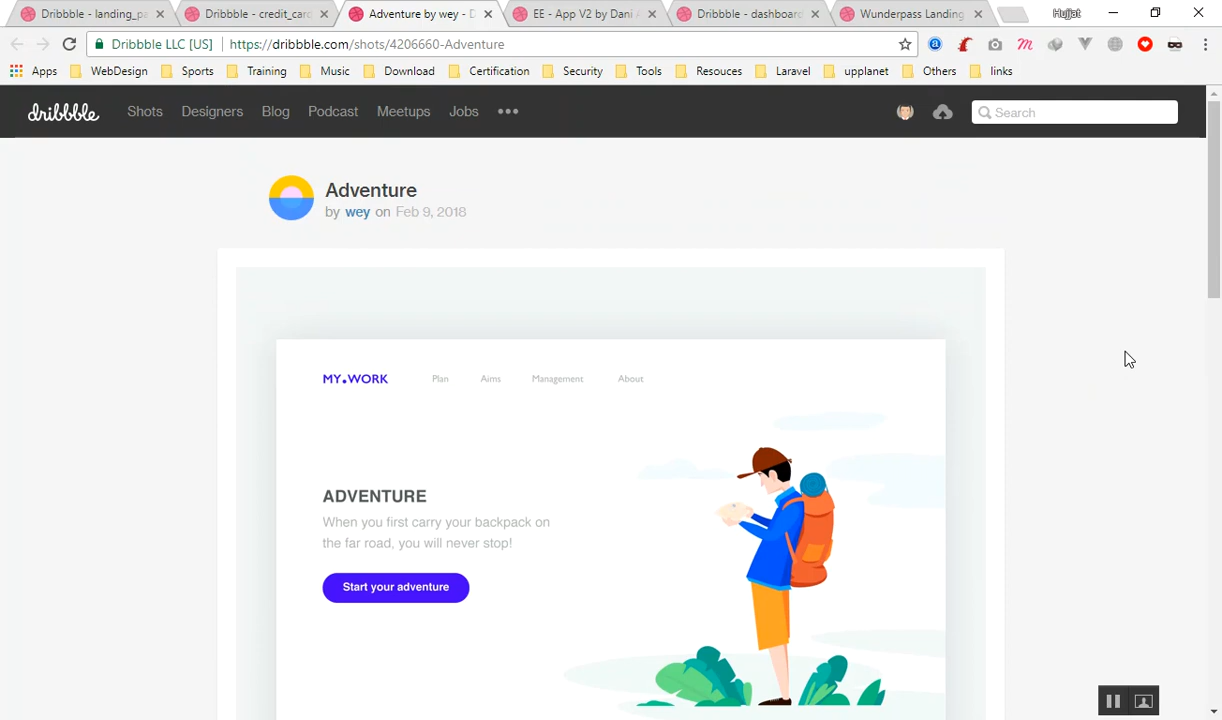 Dribbble - landing_pa
Dribbble - credit_car
Adventure by wey - D
EE - App V2 by Dani
Dribbble - dashboard
Wunderpass Landing
Hujjat
Dribbble LLC [US] https://dribbble.com/shots/4206660-Adventure
Apps WebDesign Sports Training Music Download Certification Security Tools Resouces Laravel upplanet Others links
dribbble Shots Designers Blog Podcast Meetups Jobs ••• Search
Adventure
by wey on Feb 9, 2018
MY.WORK Plan Aims Management About
ADVENTURE
When you first carry your backpack on
the far road, you will never stop!
Start your adventure